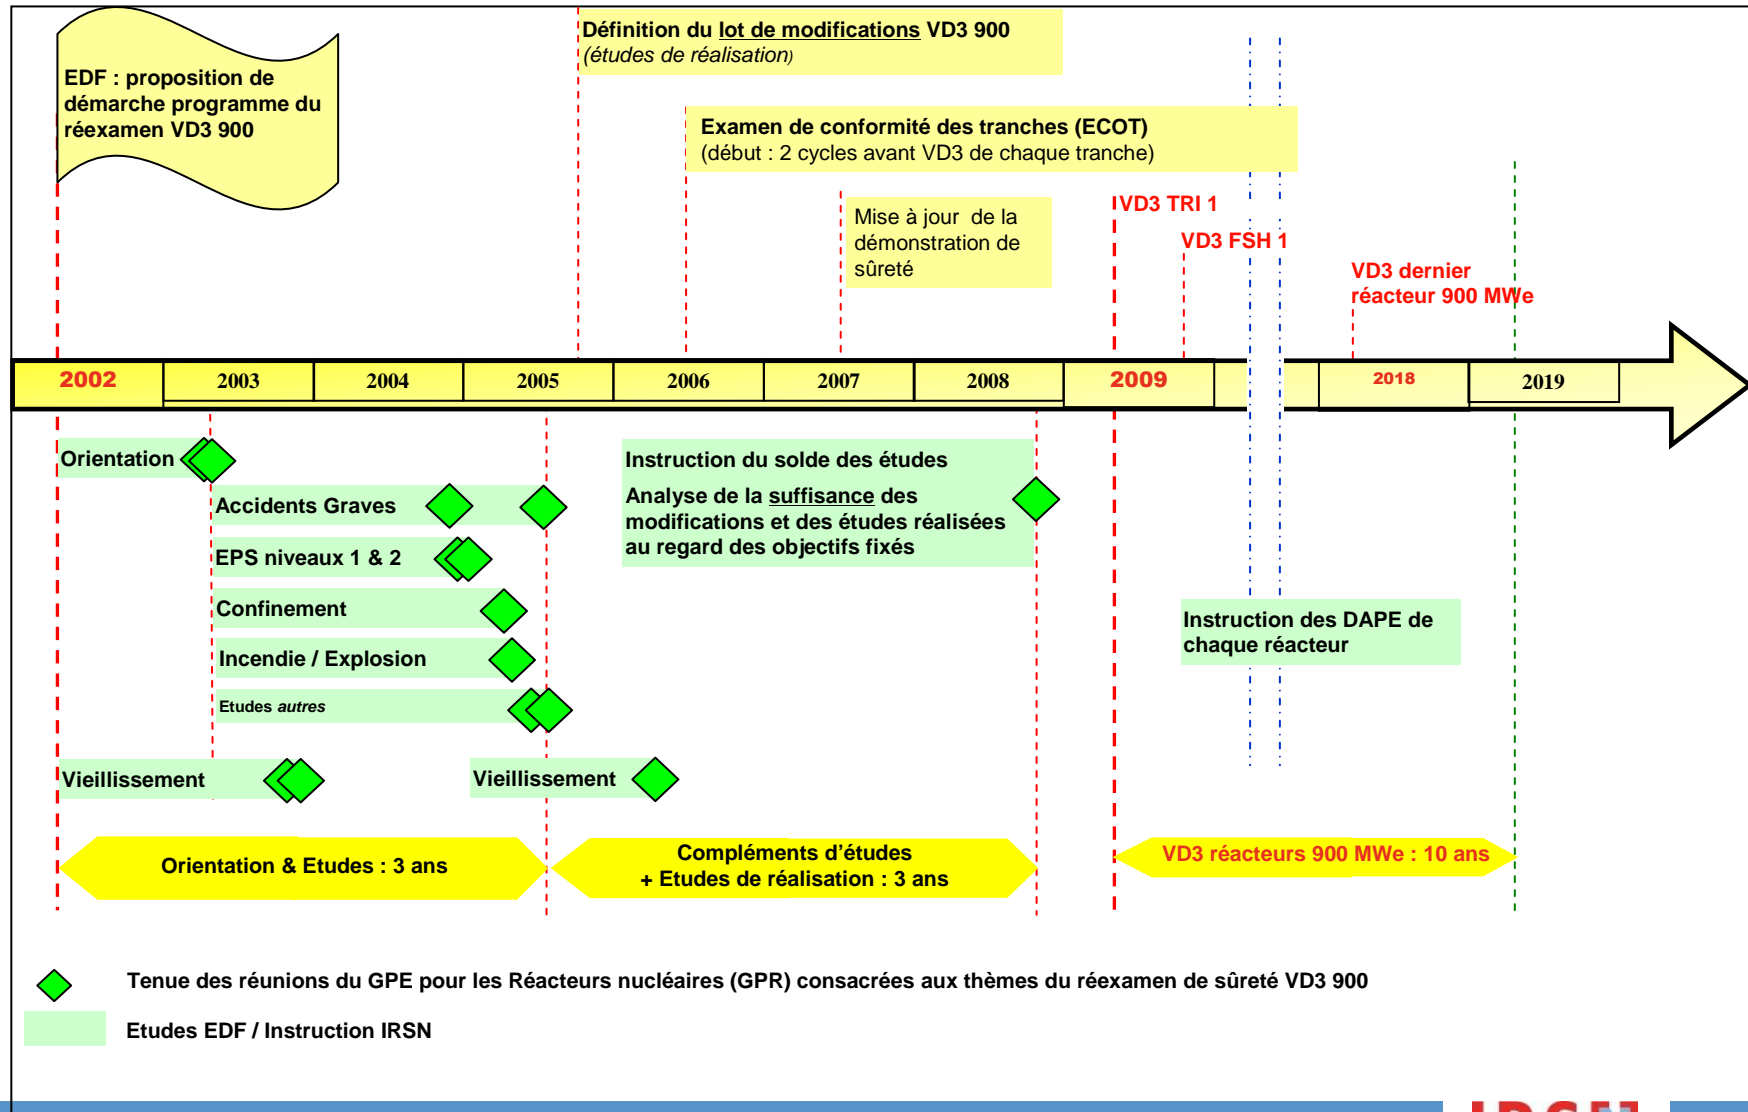 EDF : proposition de
démarche programme du
réexamen VD3 900
Définition du lot de modifications VD3 900
(études de réalisation)
Examen de conformité des tranches (ECOT)
(début : 2 cycles avant VD3 de chaque tranche)
Mise à jour de la
démonstration de
sûreté
VD3 TRI 1
VD3 FSH 1
VD3 dernier
réacteur 900 MWe
2002 2003 2004 2005 2006 2007 2008 2009 2018 2019
Orientation
Accidents Graves
EPS niveaux 1 & 2
Confinement
Incendie / Explosion
Etudes autres
Vieillissement
Vieillissement
Instruction du solde des études
Analyse de la suffisance des
modifications et des études réalisées
au regard des objectifs fixés
Instruction des DAPE de
chaque réacteur
Orientation & Etudes : 3 ans
Compléments d'études
+ Etudes de réalisation : 3 ans
VD3 réacteurs 900 MWe : 10 ans
Tenue des réunions du GPE pour les Réacteurs nucléaires (GPR) consacrées aux thèmes du réexamen de sûreté VD3 900
Etudes EDF / Instruction IRSN